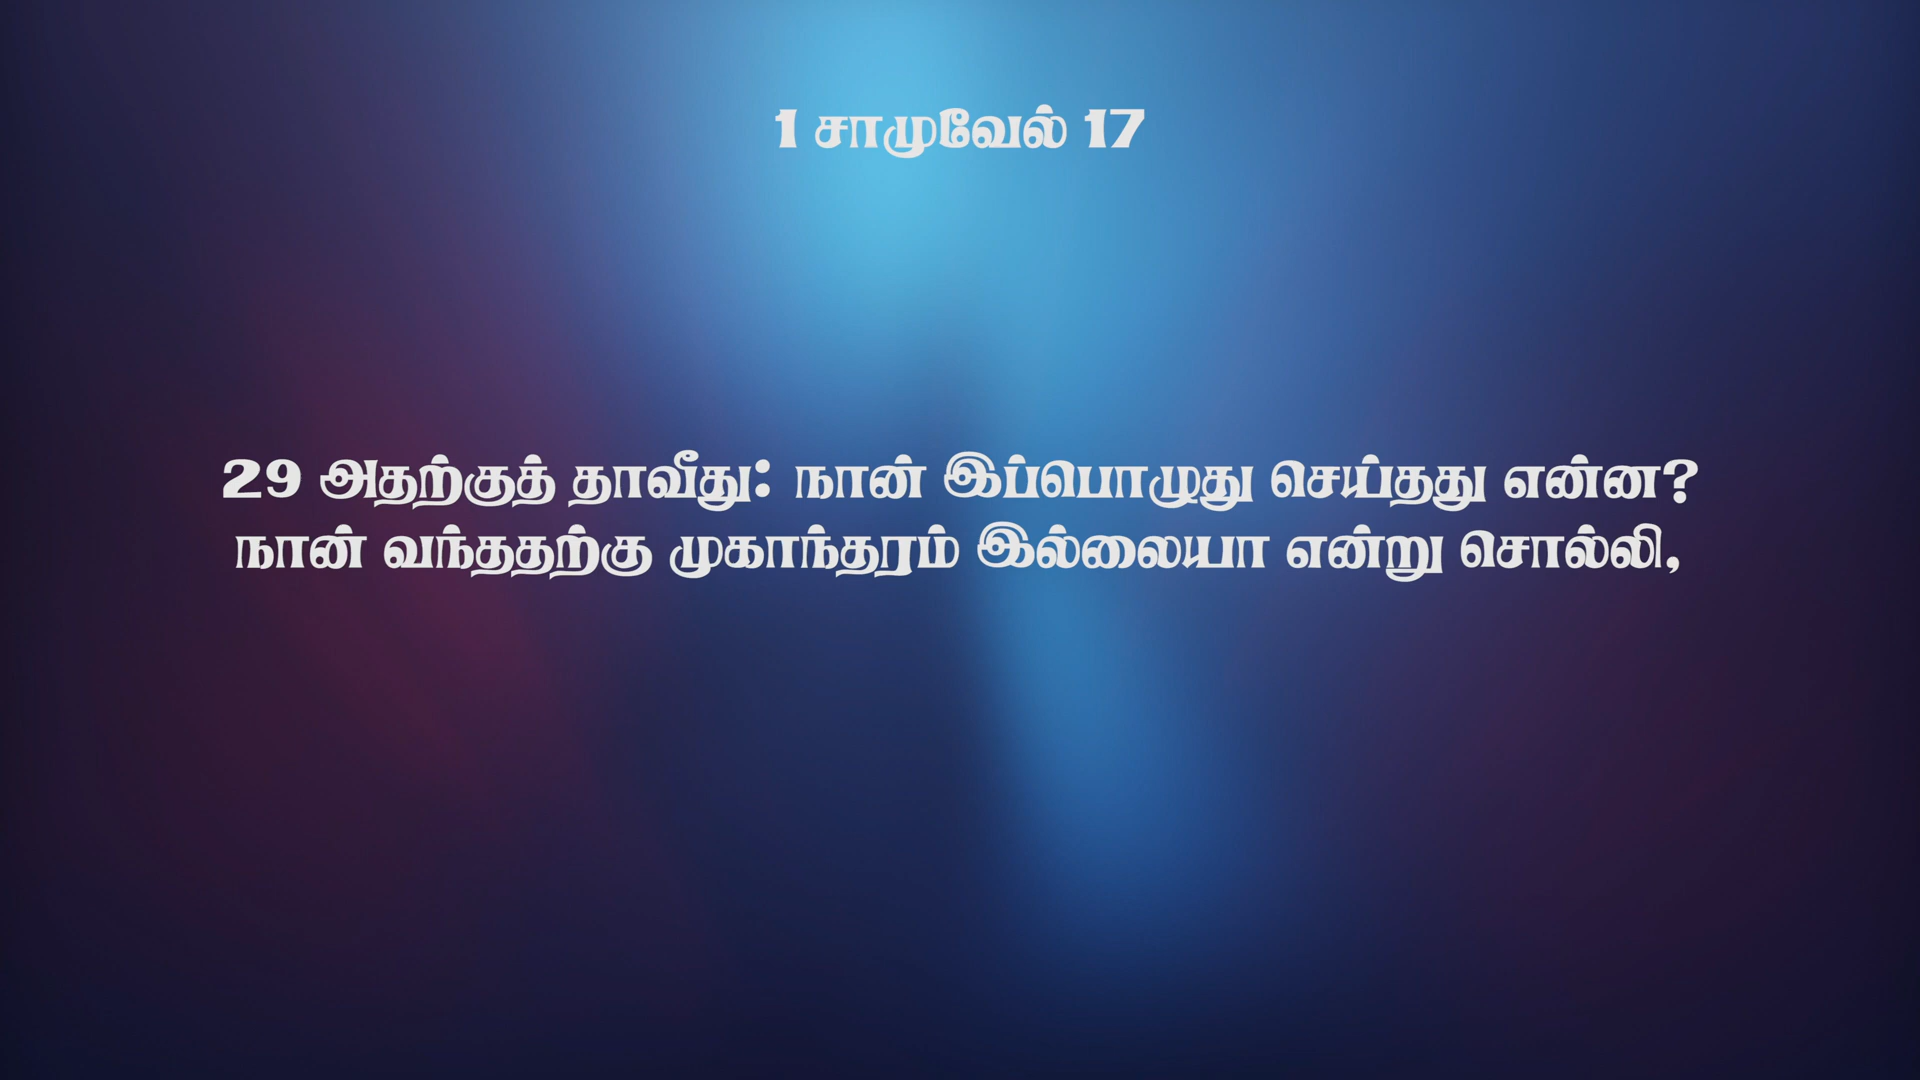 1 சாமுவேல் 17
29 அதற்குத் தாவீது: நான் இப்பொழுது செய்தது என்ன?
நான் வந்ததற்கு முகாந்தரம் இல்லையா என்று சொல்லி,